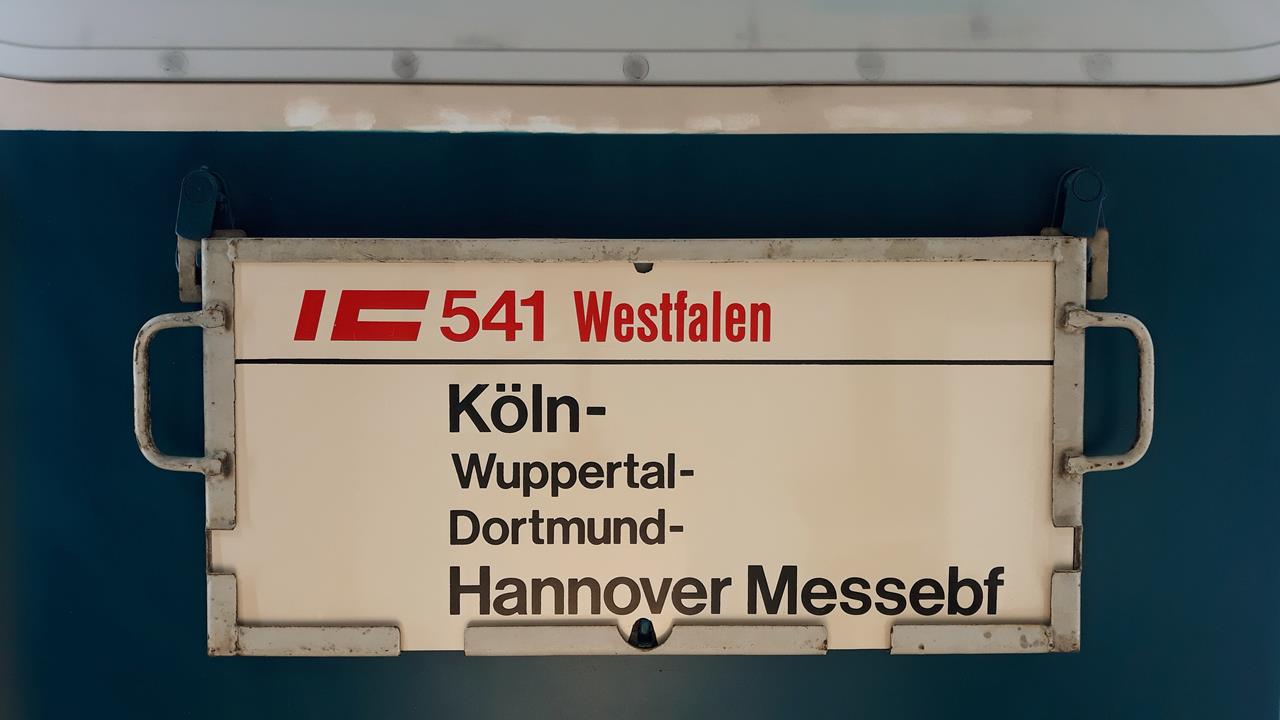 IC 541 Westfalen
Köln-
Wuppertal-
Dortmund-
Hannover Messebf